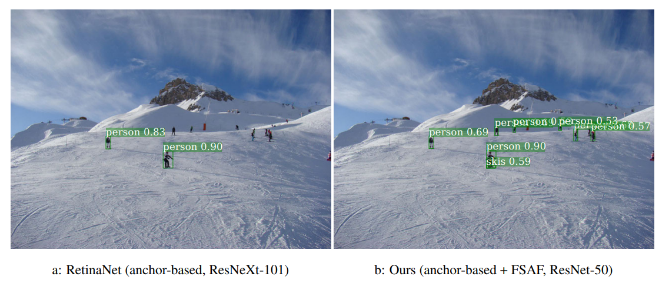 person 0.83
person 0.90
person 0.69
person 0.53
0.57
person 0.90
skis 0.59
a: RetinaNet (anchor-based, ResNeXt-101)
b: Ours (anchor-based + FSAF, ResNet-50)